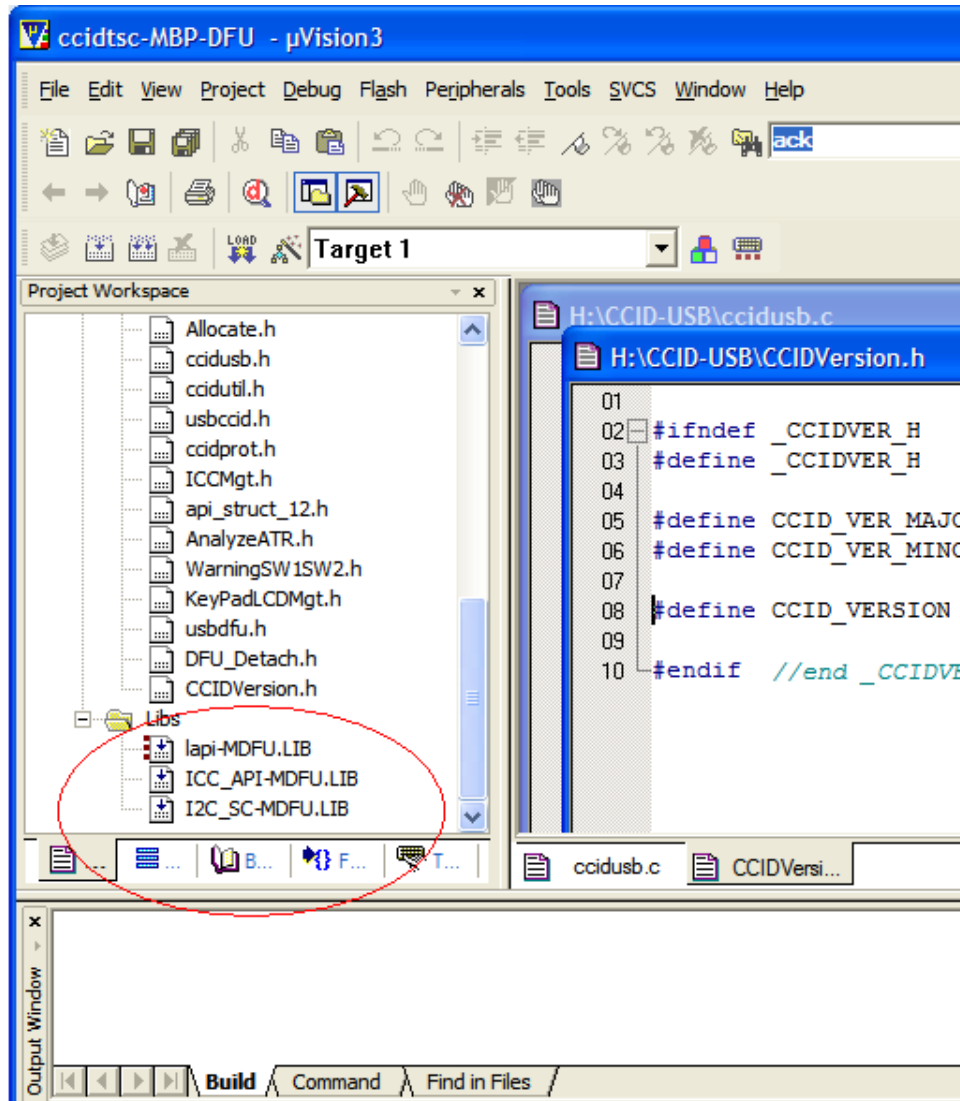 ccidtsc-MBP-DFU - µVision3
File Edit View Project Debug Flash Peripherals Tools SVCS Window Help
ack
LOAD Target 1
Project Workspace
Allocate.h
ccidusb.h
ccidutil.h
usbccid.h
ccidprot.h
ICCMgt.h
api_struct_12.h
AnalyzeATR.h
WarningSW1SW2.h
KeyPadLCDMgt.h
usbdfu.h
DFU_Detach.h
CCIDVersion.h
Libs
lapi-MDFU.LIB
ICC_API-MDFU.LIB
I2C_SC-MDFU.LIB
... ... B... F... T...
H:\CCID-USB\ccidusb.c
H:\CCID-USB\CCIDVersion.h
01
02 #ifndef _CCIDVER_H
03 #define _CCIDVER_H
04
05 #define CCID_VER_MAJO
06 #define CCID_VER_MINO
07
08 #define CCID_VERSION
09
10 #endif //end _CCIDVE
ccidusb.c CCIDVersi...
Output Window
Build Command Find in Files